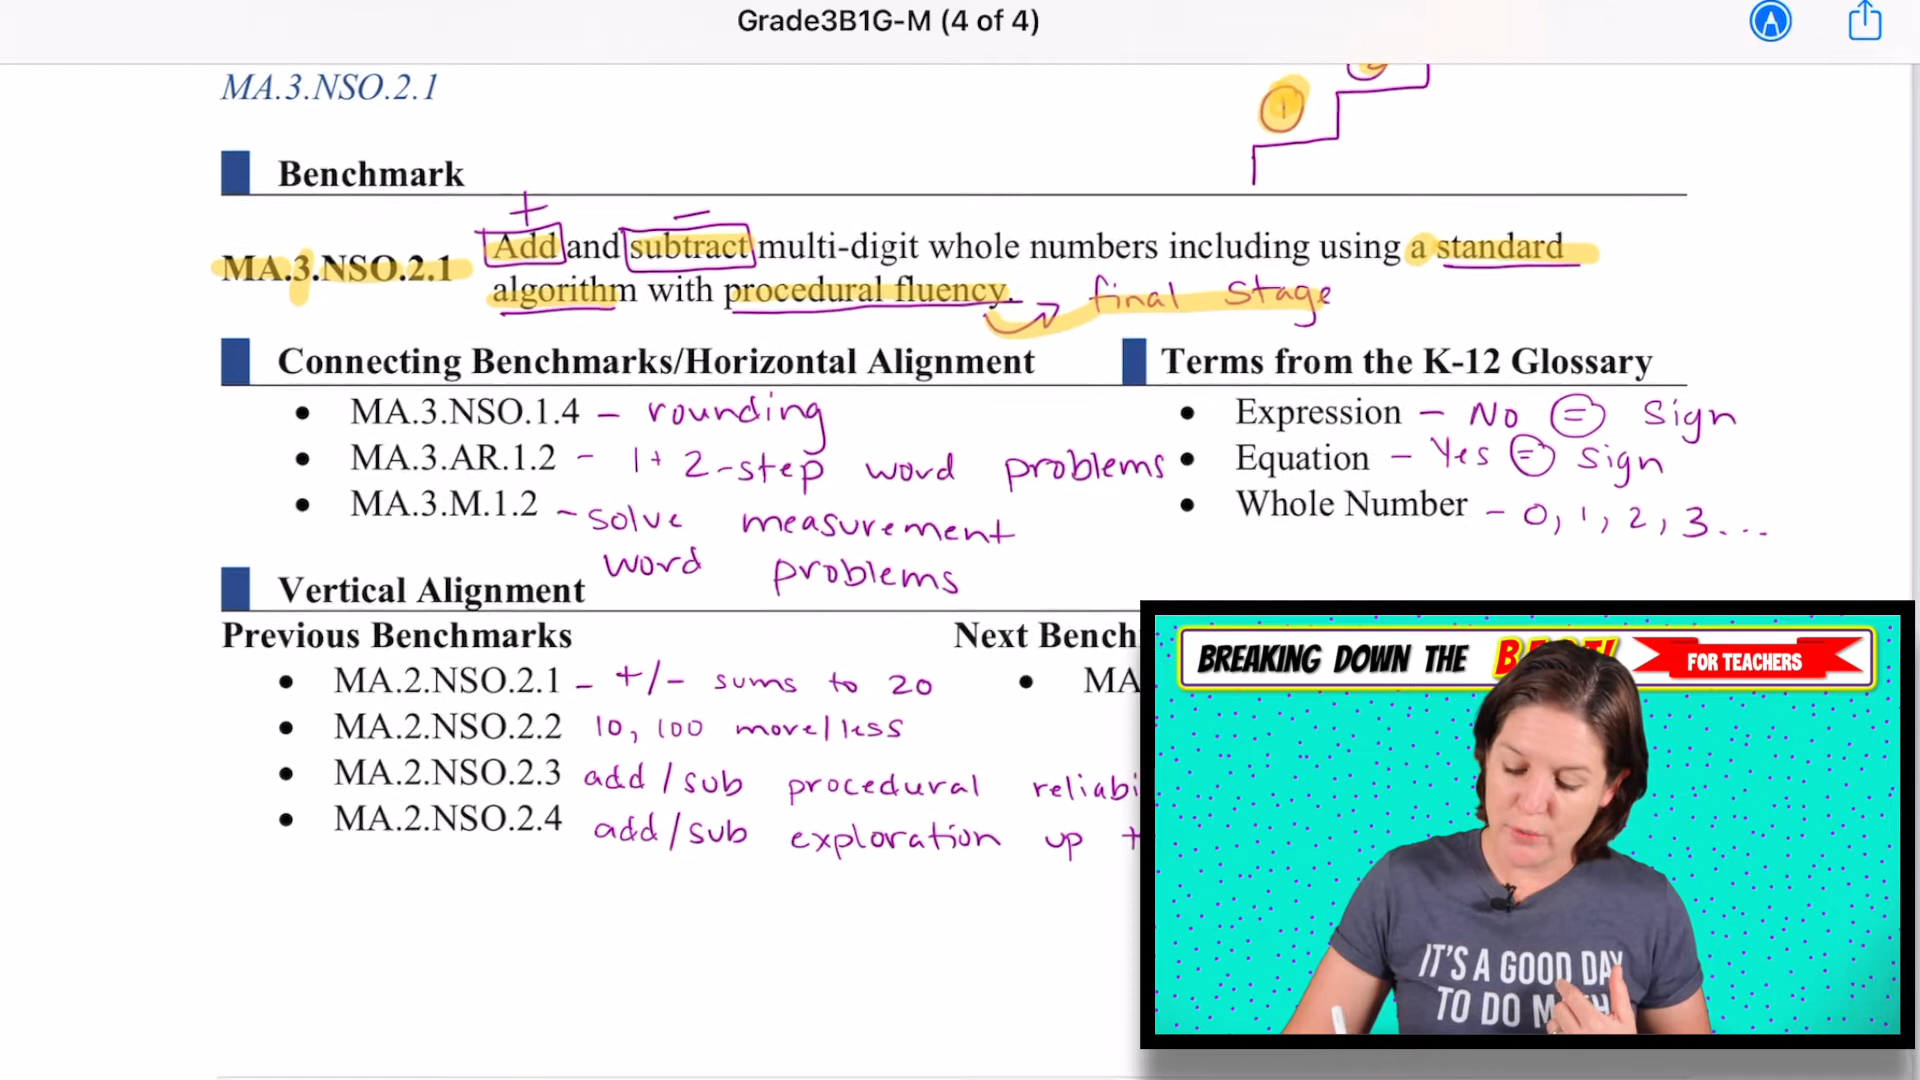 Grade3B1G-M (4 of 4)
MA.3.NSO.2.1
1
Benchmark
+ −
MA.3.NSO.2.1 Add and subtract multi-digit whole numbers including using a standard
algorithm with procedural fluency. final stage
Connecting Benchmarks/Horizontal Alignment
• MA.3.NSO.1.4 – rounding
• MA.3.AR.1.2 - 1+ 2-step word problems
• MA.3.M.1.2 - solve measurement
word problems
Terms from the K-12 Glossary
• Expression – No = sign
• Equation – Yes = sign
• Whole Number – 0, 1, 2, 3...
Vertical Alignment
Previous Benchmarks
• MA.2.NSO.2.1 - +/- sums to 20
• MA.2.NSO.2.2 10, 100 more/less
• MA.2.NSO.2.3 add/sub procedural reliabi
• MA.2.NSO.2.4 add/sub exploration up t
Next Bench
• MA
BREAKING DOWN THE
FOR TEACHERS
IT'S A GOOD DAY
TO DO M